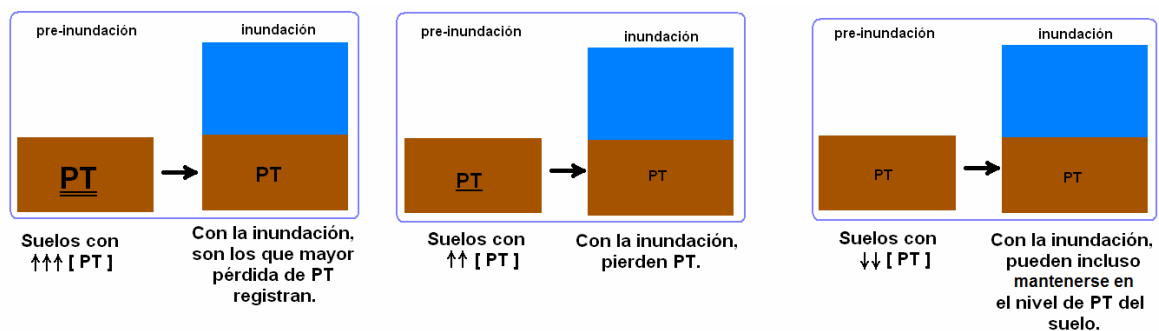 pre-inundación
inundación
PT
PT
Suelos con
↑↑↑ [ PT ]
Con la inundación,
son los que mayor
pérdida de PT
registran.
pre-inundación
inundación
PT
PT
Suelos con
↑↑ [ PT ]
Con la inundación,
pierden PT.
pre-inundación
inundación
PT
PT
Suelos con
↓↓ [ PT ]
Con la inundación,
pueden incluso
mantenerse en
el nivel de PT del
suelo.